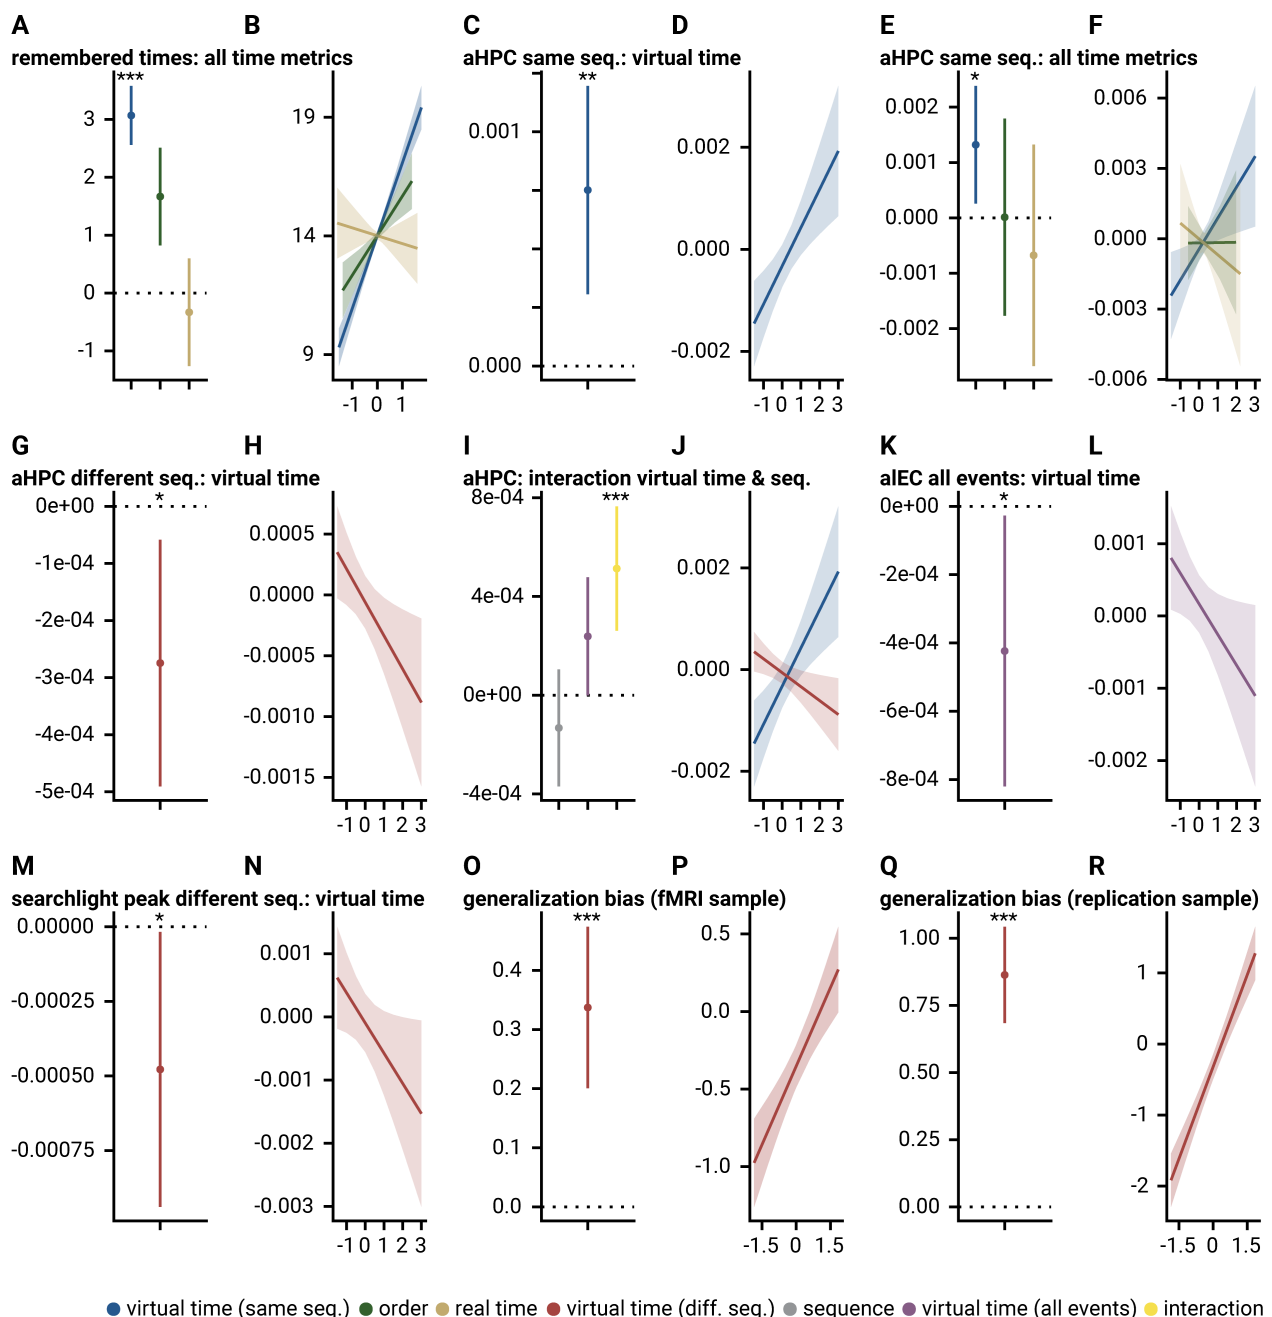 A B C D E F
remembered times: all time metrics aHPC same seq.: virtual time aHPC same seq.: all time metrics
*** ** *
3
2
1
0
-1
19
14
9
-1 0 1
0.001
0.000
0.002
0.000
-0.002
-1 0 1 2 3
0.002
0.001
0.000
-0.001
-0.002
0.006
0.003
0.000
-0.003
-0.006
-1 0 1 2 3
G H I J K L
aHPC different seq.: virtual time aHPC: interaction virtual time & seq. alEC all events: virtual time
* *** *
0e+00
-1e-04
-2e-04
-3e-04
-4e-04
-5e-04
0.0005
0.0000
-0.0005
-0.0010
-0.0015
-1 0 1 2 3
8e-04
4e-04
0e+00
-4e-04
0.002
0.000
-0.002
-1 0 1 2 3
0e+00
-2e-04
-4e-04
-6e-04
-8e-04
0.001
0.000
-0.001
-0.002
-1 0 1 2 3
M N O P Q R
searchlight peak different seq.: virtual time generalization bias (fMRI sample) generalization bias (replication sample)
* *** ***
0.00000
-0.00025
-0.00050
-0.00075
0.001
0.000
-0.001
-0.002
-0.003
-1 0 1 2 3
0.4
0.3
0.2
0.1
0.0
0.5
0.0
-0.5
-1.0
-1.5 0 1.5
1.00
0.75
0.50
0.25
0.00
1
0
-1
-2
-1.5 0 1.5
virtual time (same seq.) order real time virtual time (diff. seq.) sequence virtual time (all events) interaction